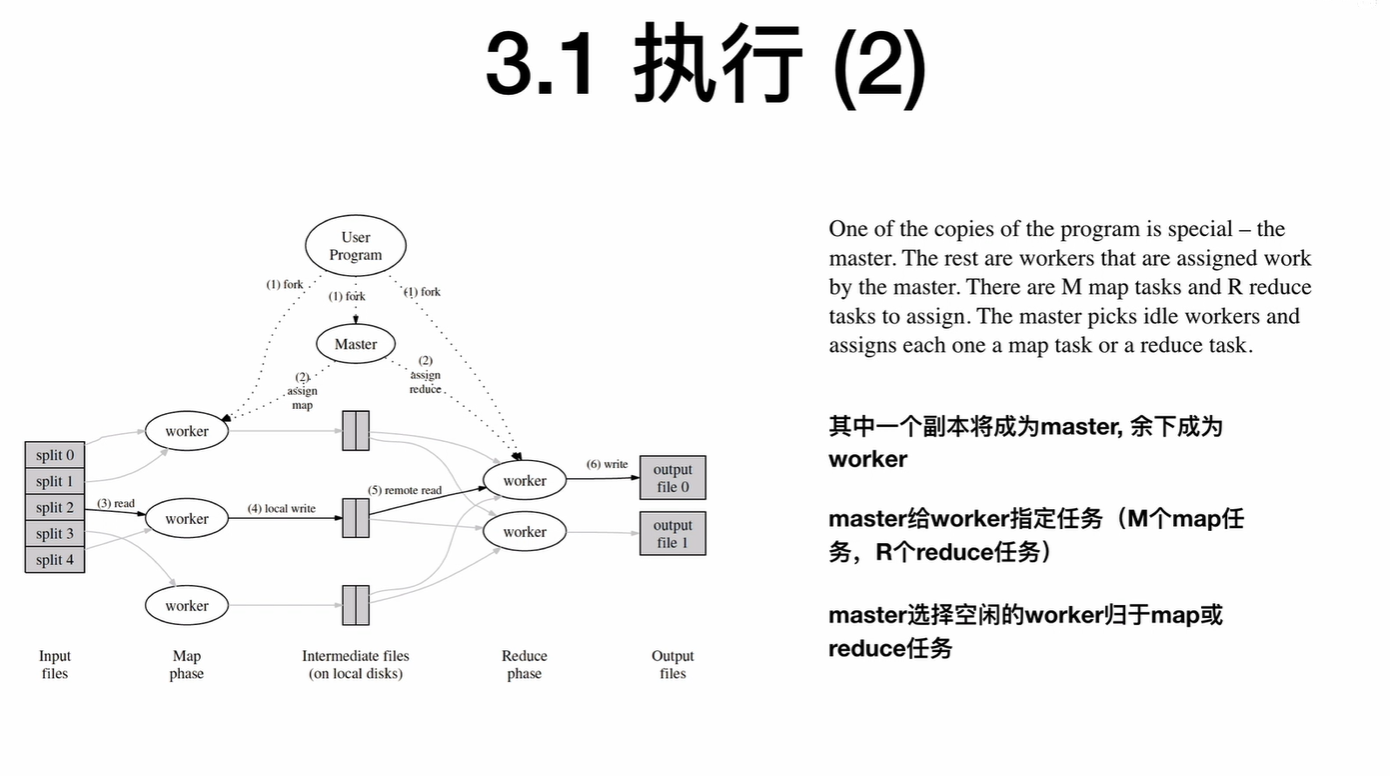 3.1 执行 (2)
User
Program
(1) fork
(1) fork
(1) fork
Master
(2)
assign
map
(2)
assign
reduce
worker
split 0
split 1
split 2
split 3
split 4
(3) read
worker
(4) local write
worker
(5) remote read
worker
worker
(6) write
output
file 0
output
file 1
Input
files
Map
phase
Intermediate files
(on local disks)
Reduce
phase
Output
files
One of the copies of the program is special – the
master. The rest are workers that are assigned work
by the master. There are M map tasks and R reduce
tasks to assign. The master picks idle workers and
assigns each one a map task or a reduce task.
其中一个副本将成为master, 余下成为
worker
master给worker指定任务（M个map任
务，R个reduce任务）
master选择空闲的worker归于map或
reduce任务